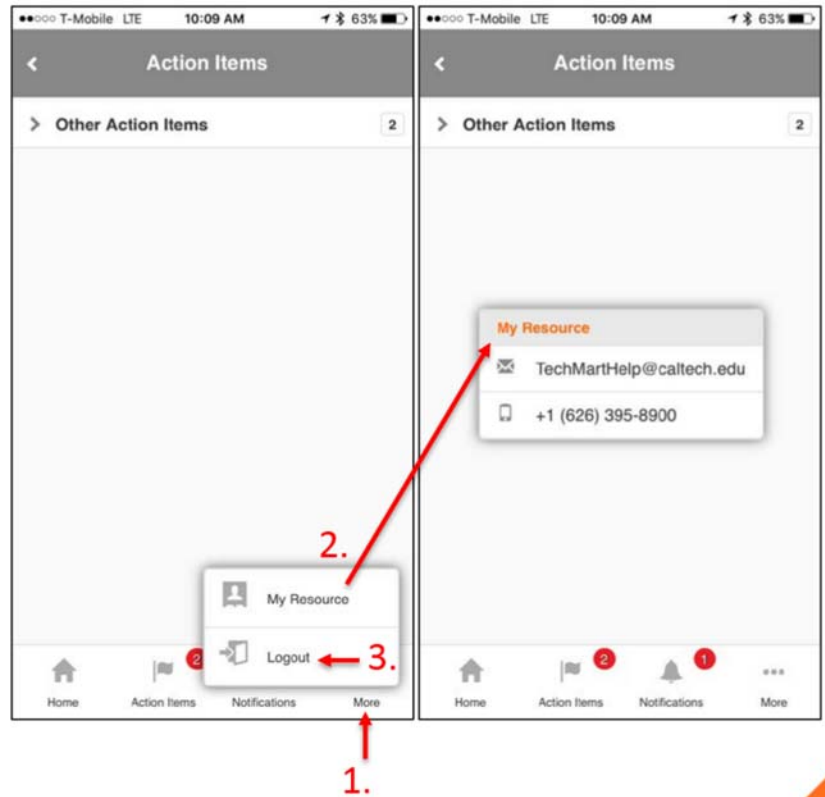 T-Mobile LTE 10:09 AM 63%
Action Items
Other Action Items 2
2.
My Resource
Logout
3.
2
Home Action Items Notifications More
1.
T-Mobile LTE 10:09 AM 63%
Action Items
Other Action Items 2
My Resource
TechMartHelp@caltech.edu
+1 (626) 395-8900
2 1
Home Action Items Notifications More